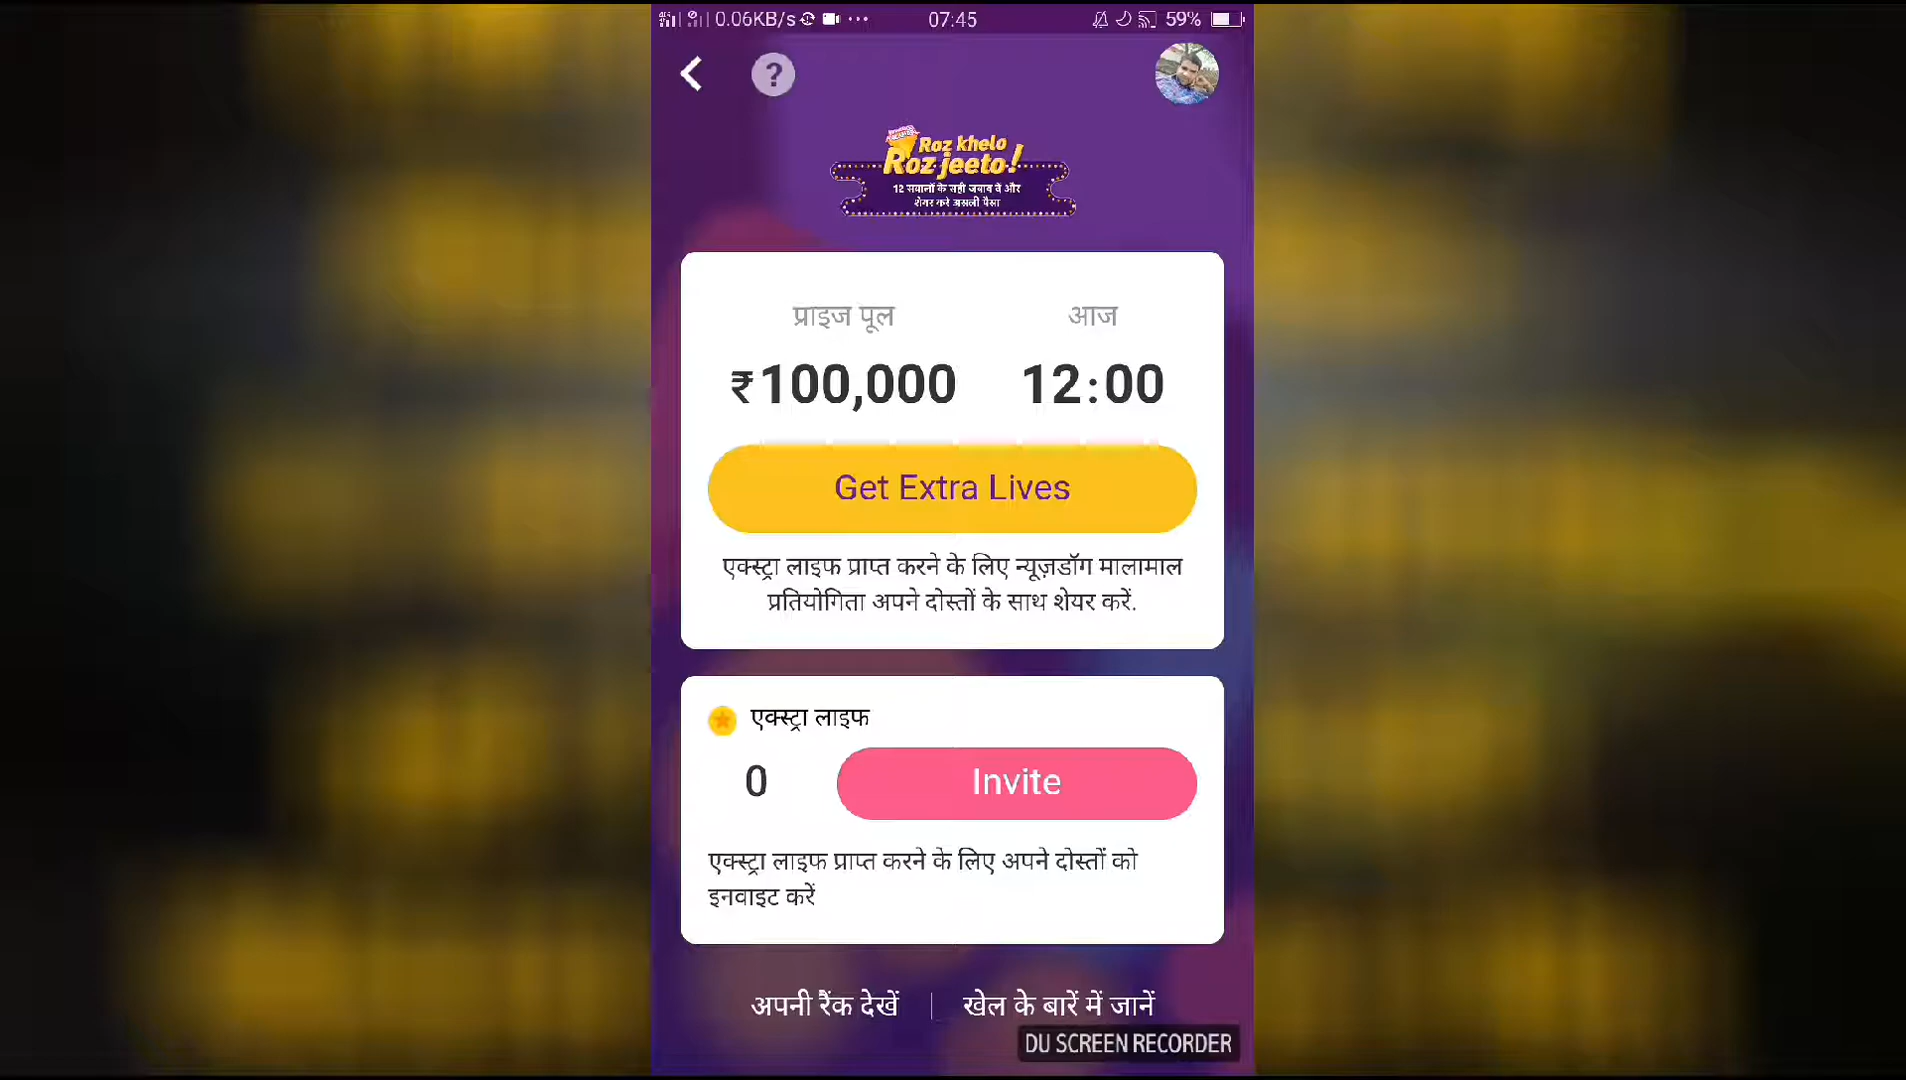 0.06KB/s ... 07:45 59%
?
Roz khelo
Roz jeeto!
12 सवालों के सही जवाब दे और
शेयर करे असली पैसा
प्राइज पूल आज
₹100,000 12:00
Get Extra Lives
एक्स्ट्रा लाइफ प्राप्त करने के लिए न्यूज़डॉग मालामाल
प्रतियोगिता अपने दोस्तों के साथ शेयर करें.
एक्स्ट्रा लाइफ
0 Invite
एक्स्ट्रा लाइफ प्राप्त करने के लिए अपने दोस्तों को
इनवाइट करें
अपनी रैंक देखें | खेल के बारें में जानें
DU SCREEN RECORDER